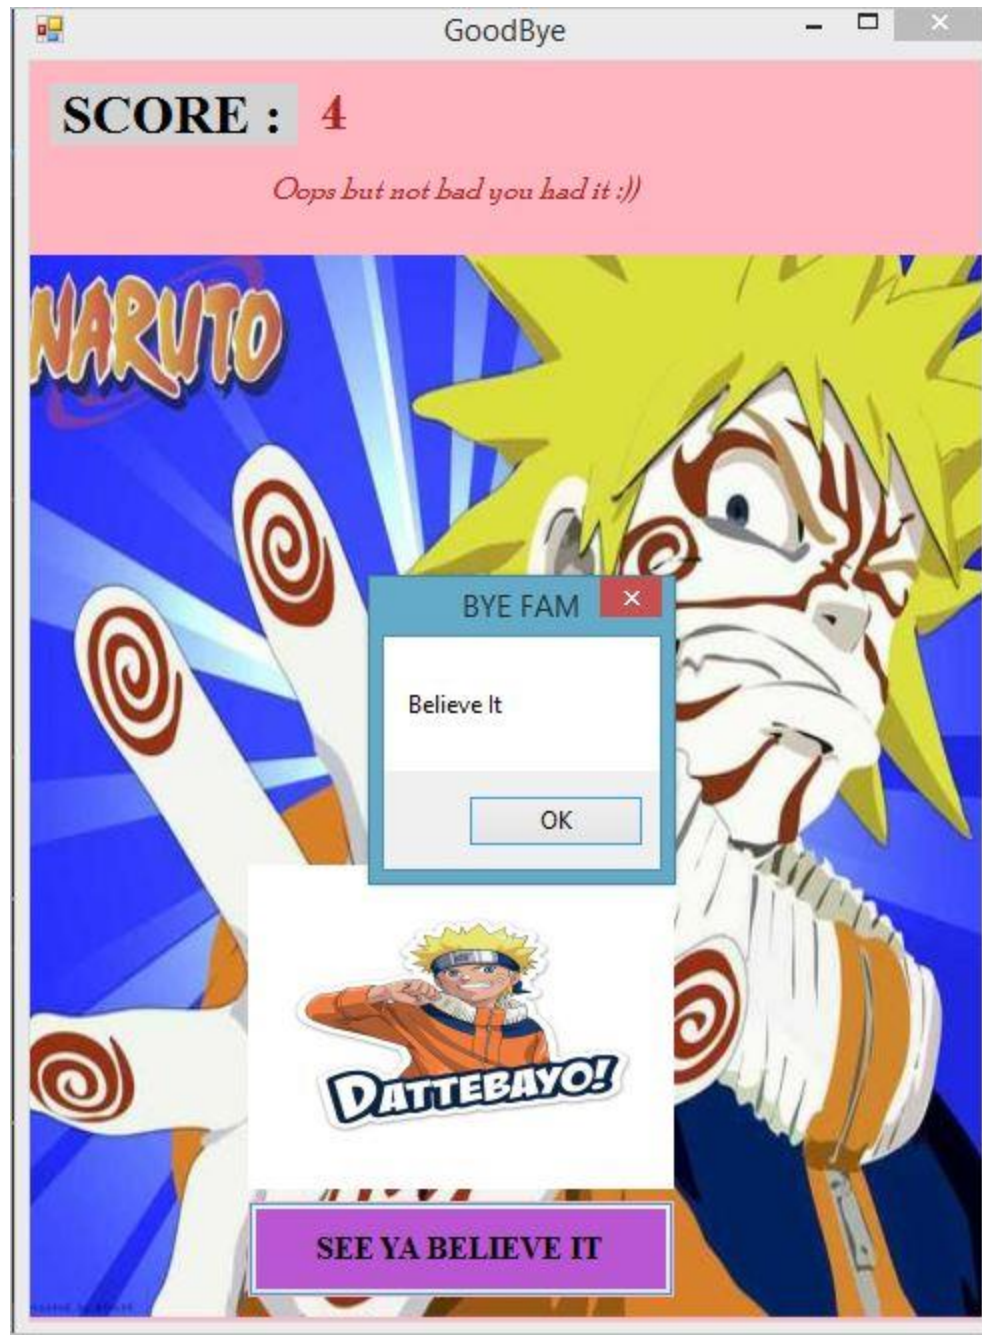 GoodBye
SCORE : 4
Oops but not bad you had it :))
NARUTO
BYE FAM
Believe It
OK
DATTEBAYO!
SEE YA BELIEVE IT